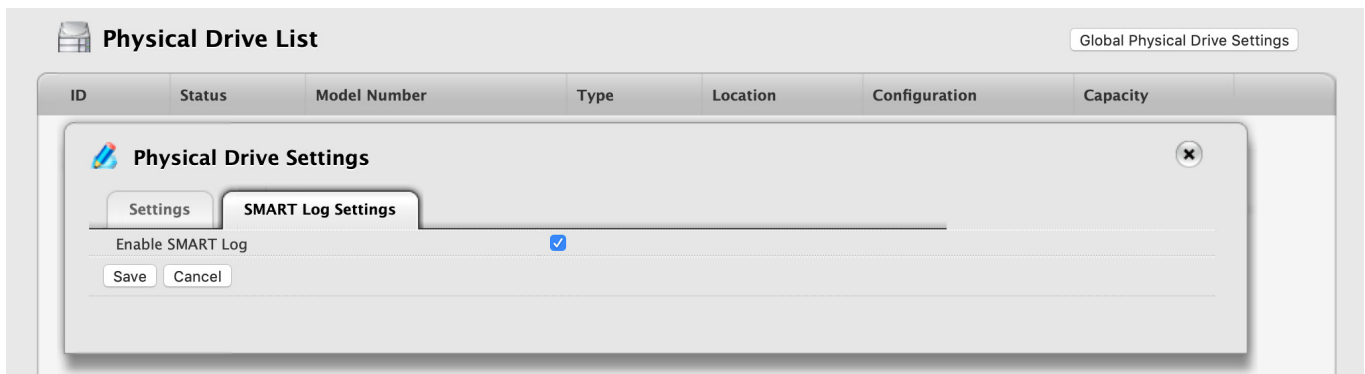 Physical Drive List
Global Physical Drive Settings
ID Status Model Number Type Location Configuration Capacity
Physical Drive Settings
Settings SMART Log Settings
Enable SMART Log
Save Cancel